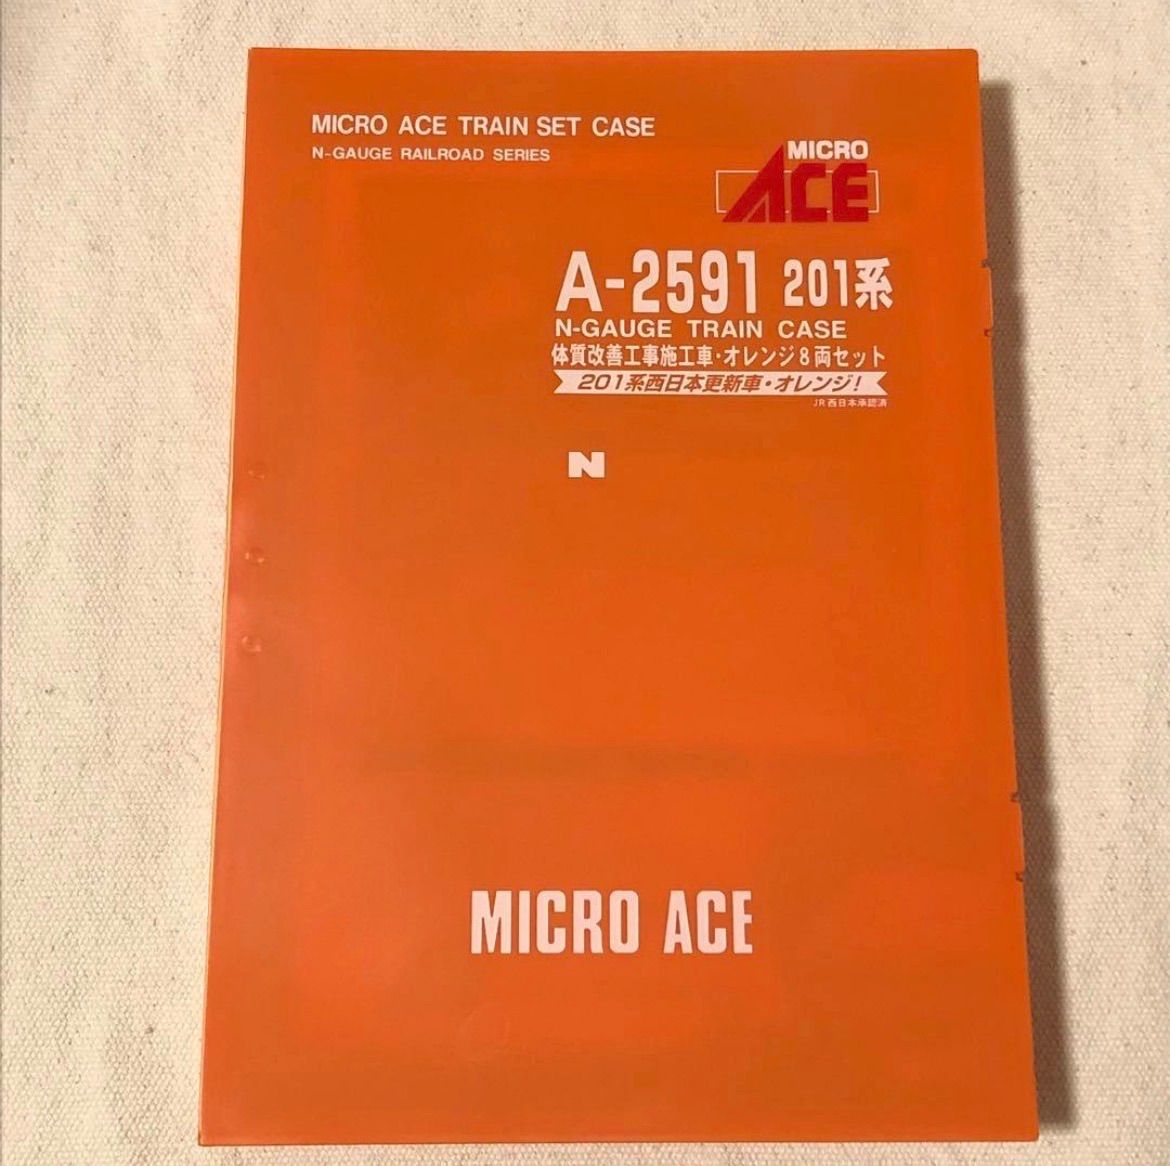 MICRO ACE TRAIN SET CASE
N-GAUGE RAILROAD SERIES
MICRO
ACE
A-2591 201系
N-GAUGE TRAIN CASE
体質改善工事施工車・オレンジ8両セット
201系西日本更新車・オレンジ!
JR西日本承認済
N
MICRO ACE